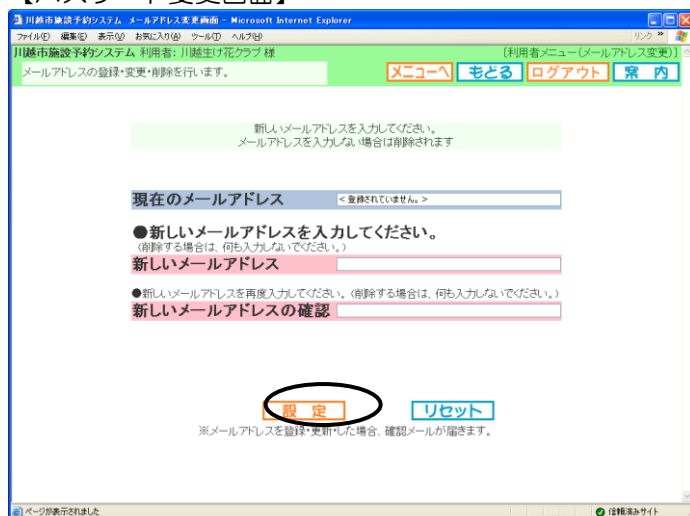 【パスワード変更画面】
川越市施設予約システム メールアドレス変更画面 - Microsoft Internet Explorer
ファイル(F) 編集(E) 表示(V) お気に入り(A) ツール(T) ヘルプ(H) リンク »
川越市施設予約システム 利用者: 川越生け花クラブ 様 [利用者メニュー(メールアドレス変更)]
メールアドレスの登録・変更・削除を行います。 メニューへ もどる ログアウト 案 内
新しいメールアドレスを入力してください。
メールアドレスを入力しない場合は削除されます
現在のメールアドレス <登録されていません。>
●新しいメールアドレスを入力してください。
(削除する場合は、何も入力しないでください。)
新しいメールアドレス
●新しいメールアドレスを再度入力してください。(削除する場合は、何も入力しないでください。)
新しいメールアドレスの確認
設 定 リセット
※メールアドレスを登録・更新・した場合、確認メールが届きます。
ページが表示されました 信頼済みサイト